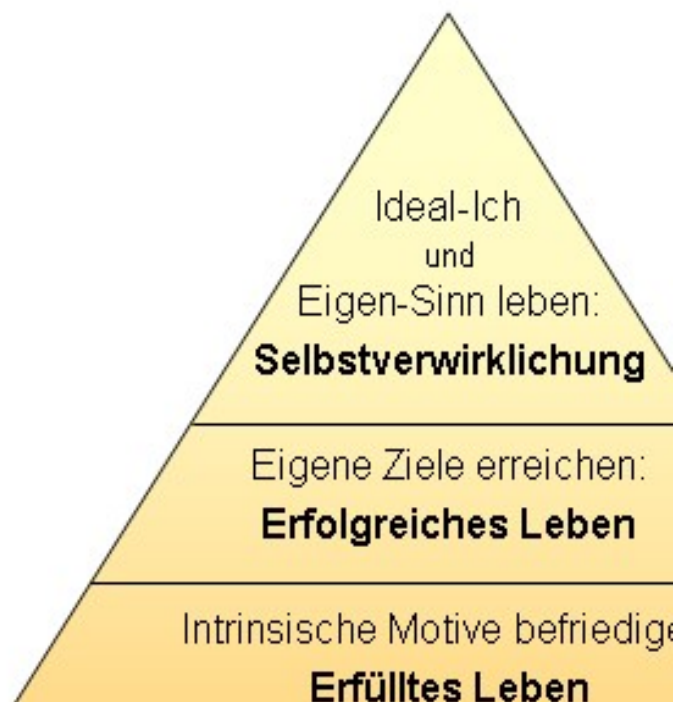 Ideal-Ich
und
Eigen-Sinn leben:
Selbstverwirklichung
Eigene Ziele erreichen:
Erfolgreiches Leben
Intrinsische Motive befriedige
Erfülltes Leben